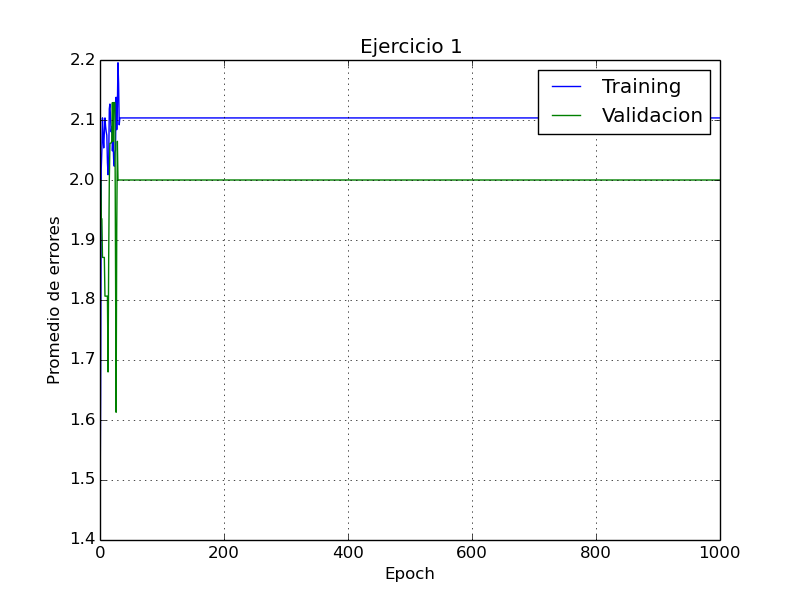 Ejercicio 1
Training
Validacion
2.2
2.1
2.0
1.9
1.8
1.7
1.6
1.5
1.4
Promedio de errores
0 200 400 600 800 1000
Epoch